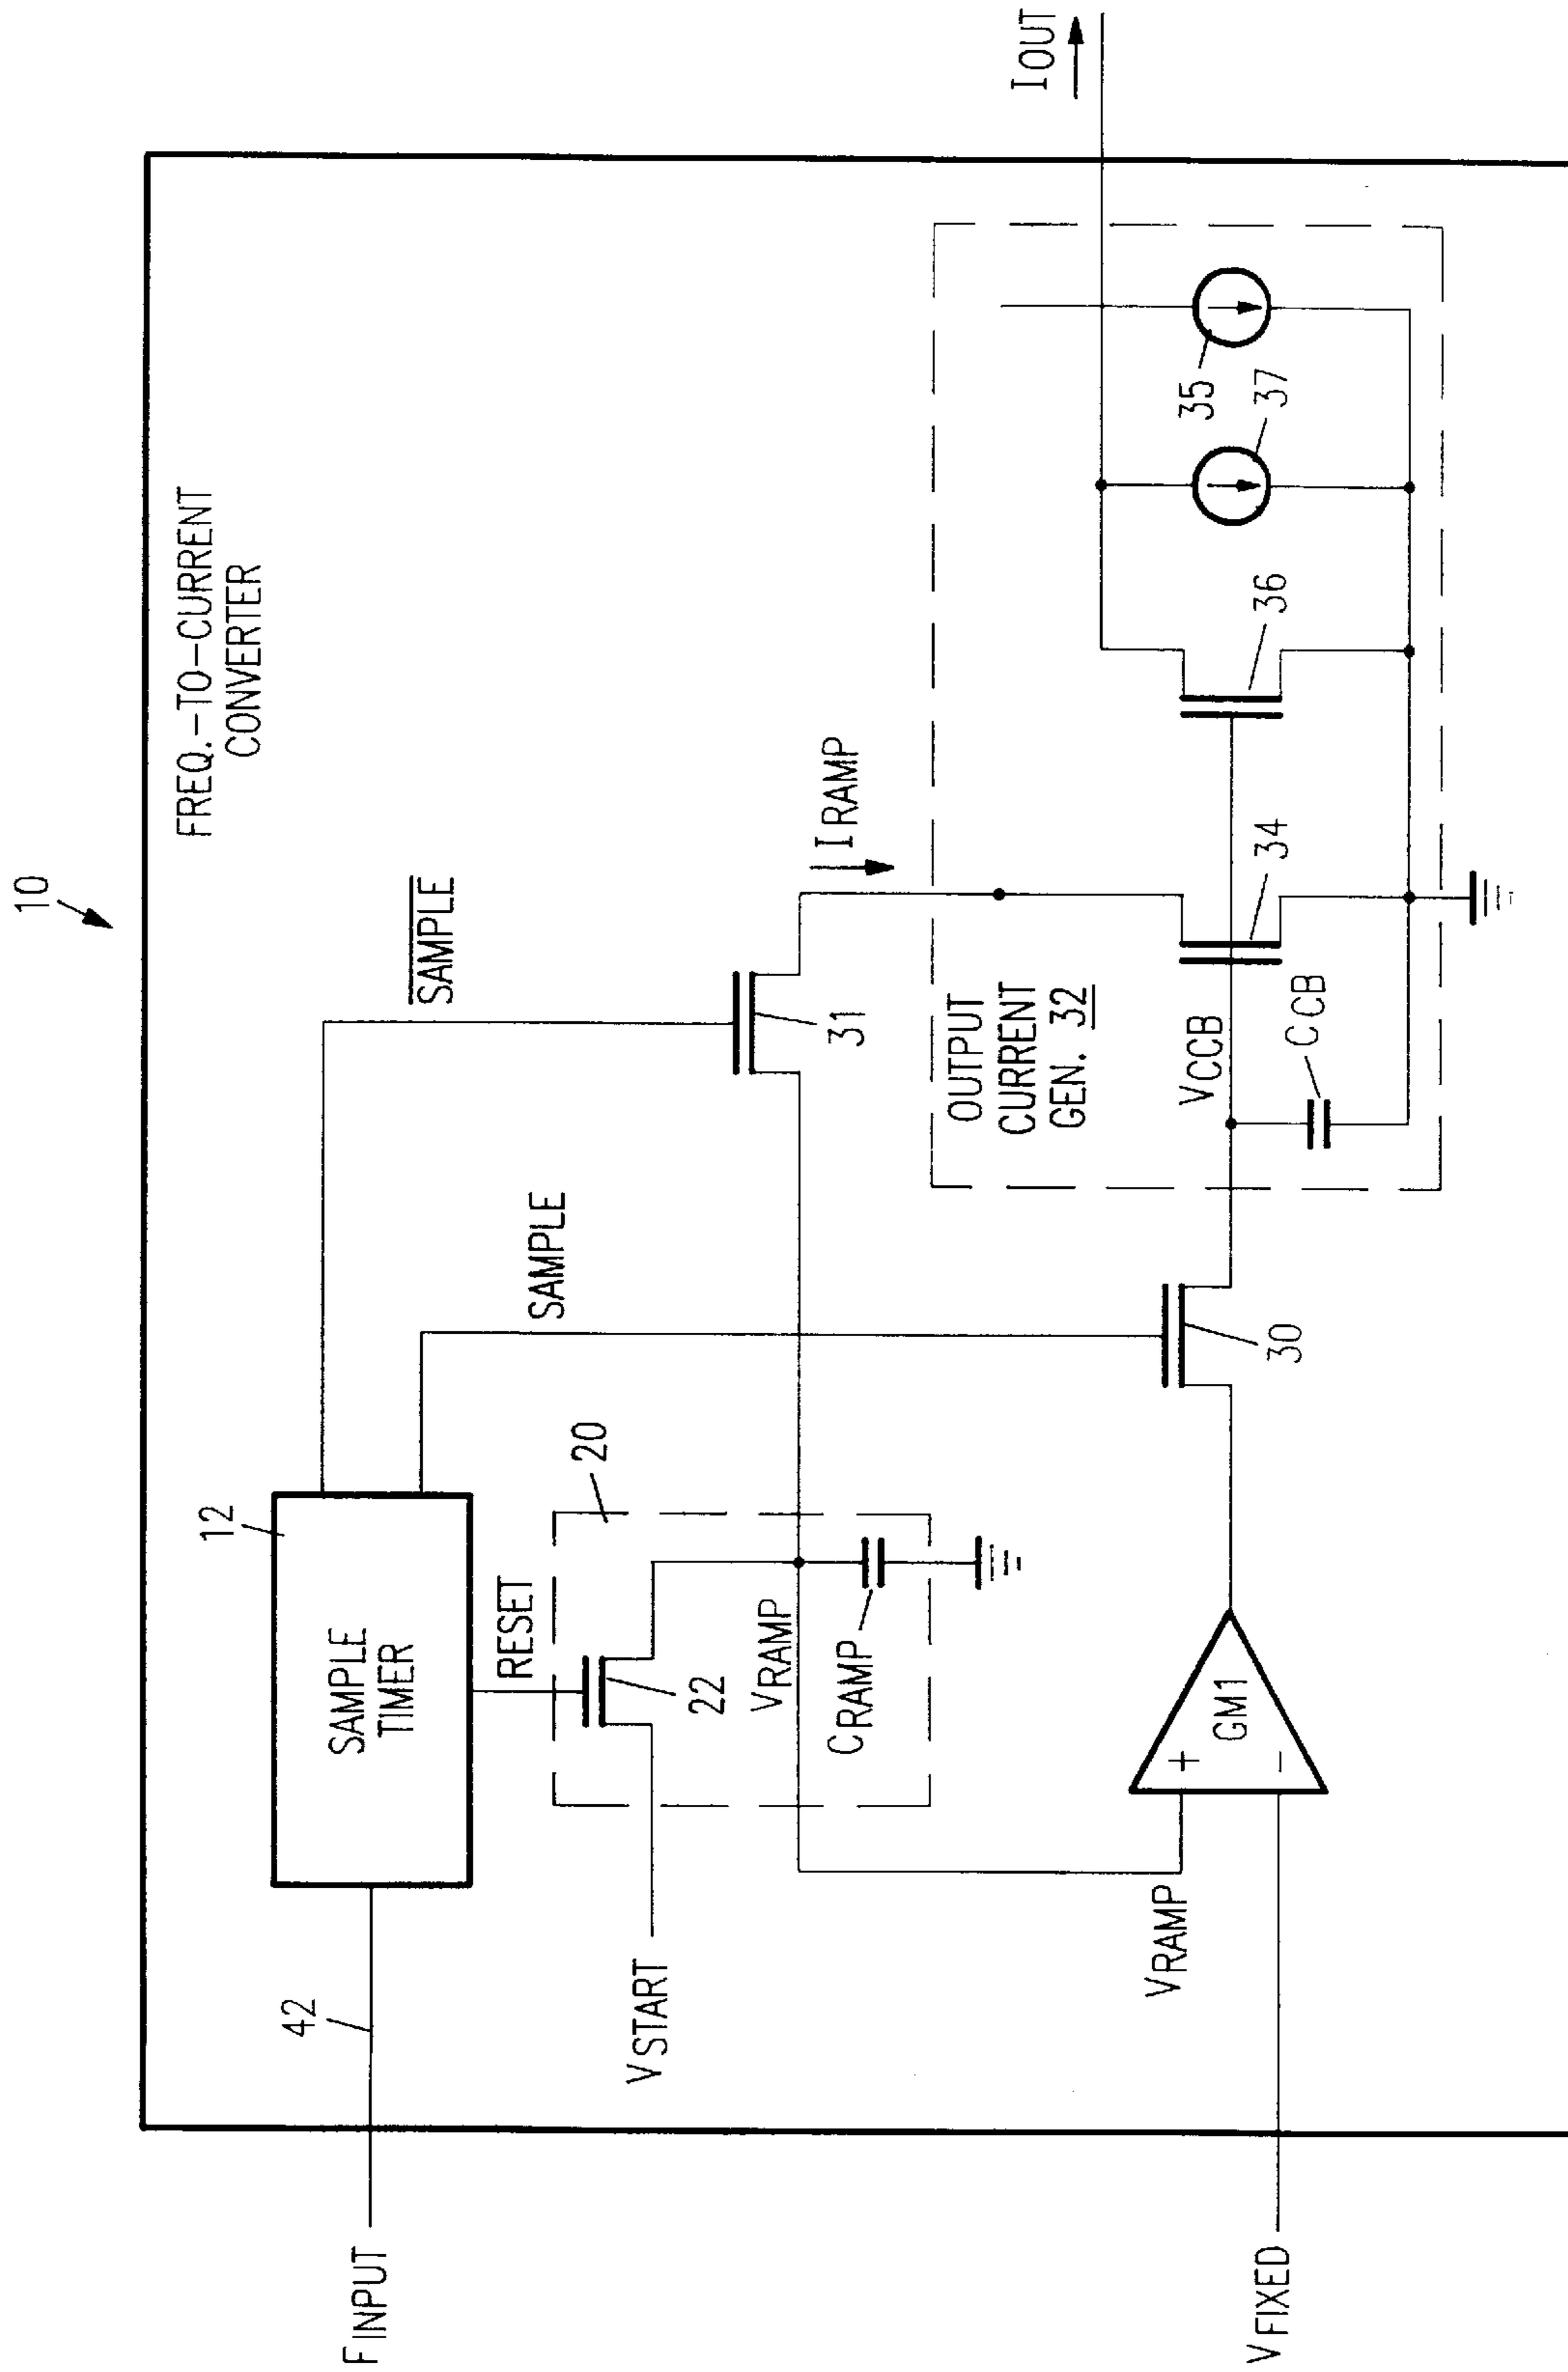 10
FREQ.-TO-CURRENT
CONVERTER
FINPUT
42
12
SAMPLE
TIMER
SAMPLE
SAMPLE
RESET
20
22
VSTART
VRAMP
CRAMP
31
IRAMP
IOUT
OUTPUT
CURRENT
GEN. 32
VRAMP
GM1
+
−
VFIXED
30
VCCB
CCB
34
36
37
35